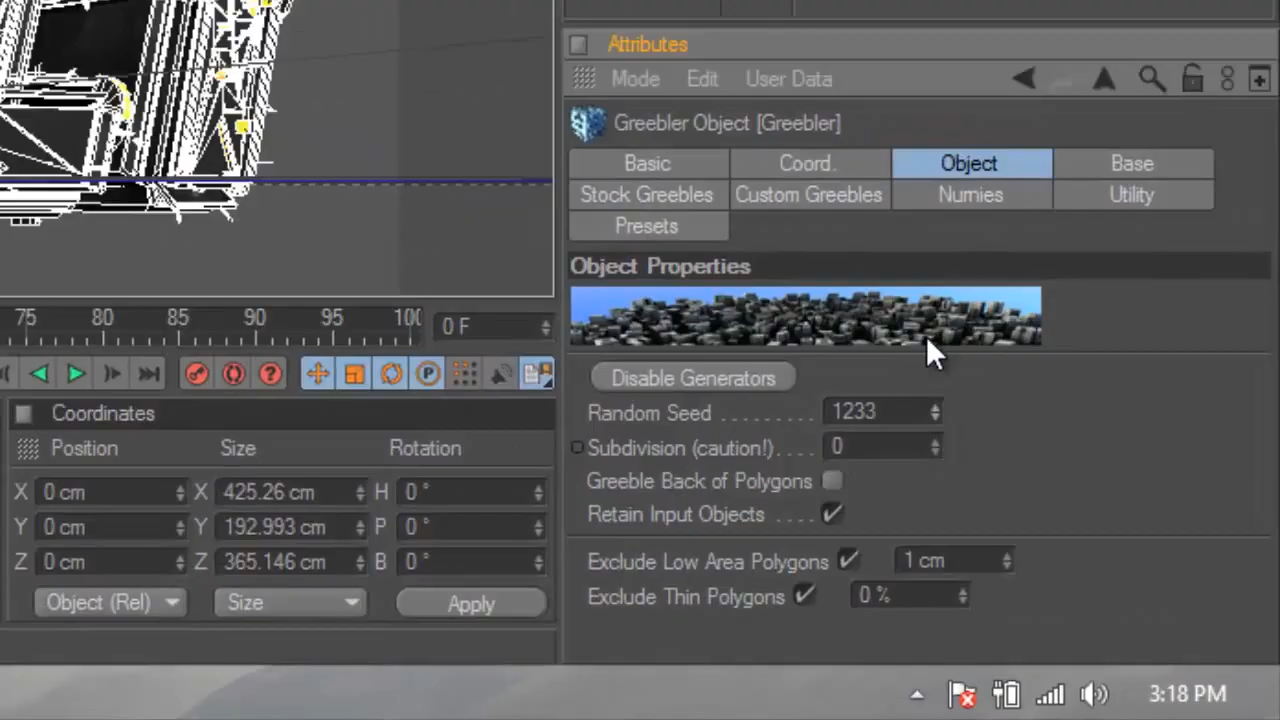 Attributes
Mode Edit User Data
Greebler Object [Greebler]
Basic Coord. Object Base
Stock Greebles Custom Greebles Nurnies Utility
Presets
Object Properties
75 80 85 90 95 100 0 F
Disable Generators
Coordinates
Random Seed 1233
Position Size Rotation
Subdivision (caution!) 0
Greeble Back of Polygons
X 0 cm X 425.26 cm H 0 °
Retain Input Objects
Y 0 cm Y 192.993 cm P 0 °
Z 0 cm Z 365.146 cm B 0 °
Exclude Low Area Polygons 1 cm
Object (Rel) Size Apply
Exclude Thin Polygons 0 %
3:18 PM